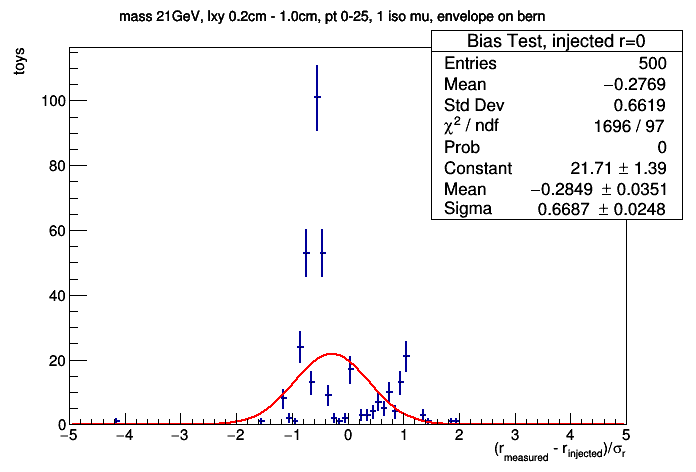 mass 21GeV, lxy 0.2cm - 1.0cm, pt 0-25, 1 iso mu, envelope on bern
Bias Test, injected r=0
Entries 500
Mean −0.2769
Std Dev 0.6619
χ² / ndf 1696 / 97
Prob 0
Constant 21.71 ± 1.39
Mean −0.2849 ± 0.0351
Sigma 0.6687 ± 0.0248
toys
100
80
60
40
20
0
−5 −4 −3 −2 −1 0 1 2 3 4 5
(r_measured - r_injected)/σ_r